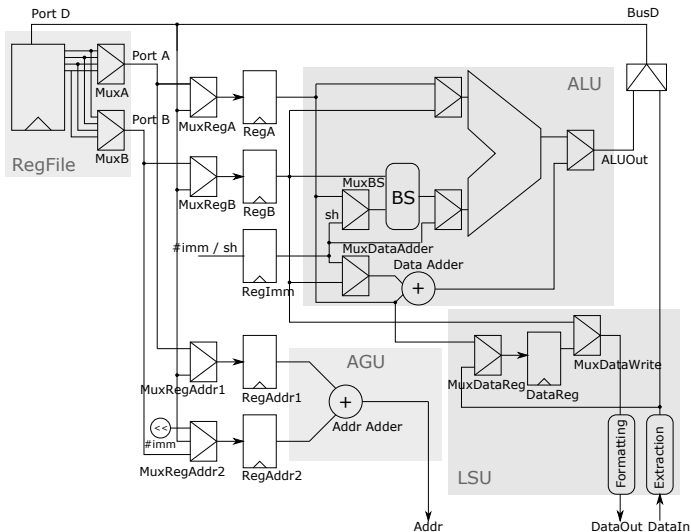 Port D
BusD
Port A
MuxA
MuxRegA
RegA
ALU
Port B
MuxB
RegFile
ALUOut
MuxRegB
RegB
MuxBS
BS
sh
#imm / sh
RegImm
MuxDataAdder
Data Adder
+
AGU
MuxRegAddr1
RegAddr1
MuxDataReg
DataReg
MuxDataWrite
+
Addr Adder
<<
#imm
MuxRegAddr2
RegAddr2
LSU
Formatting
Extraction
Addr
DataOut
DataIn